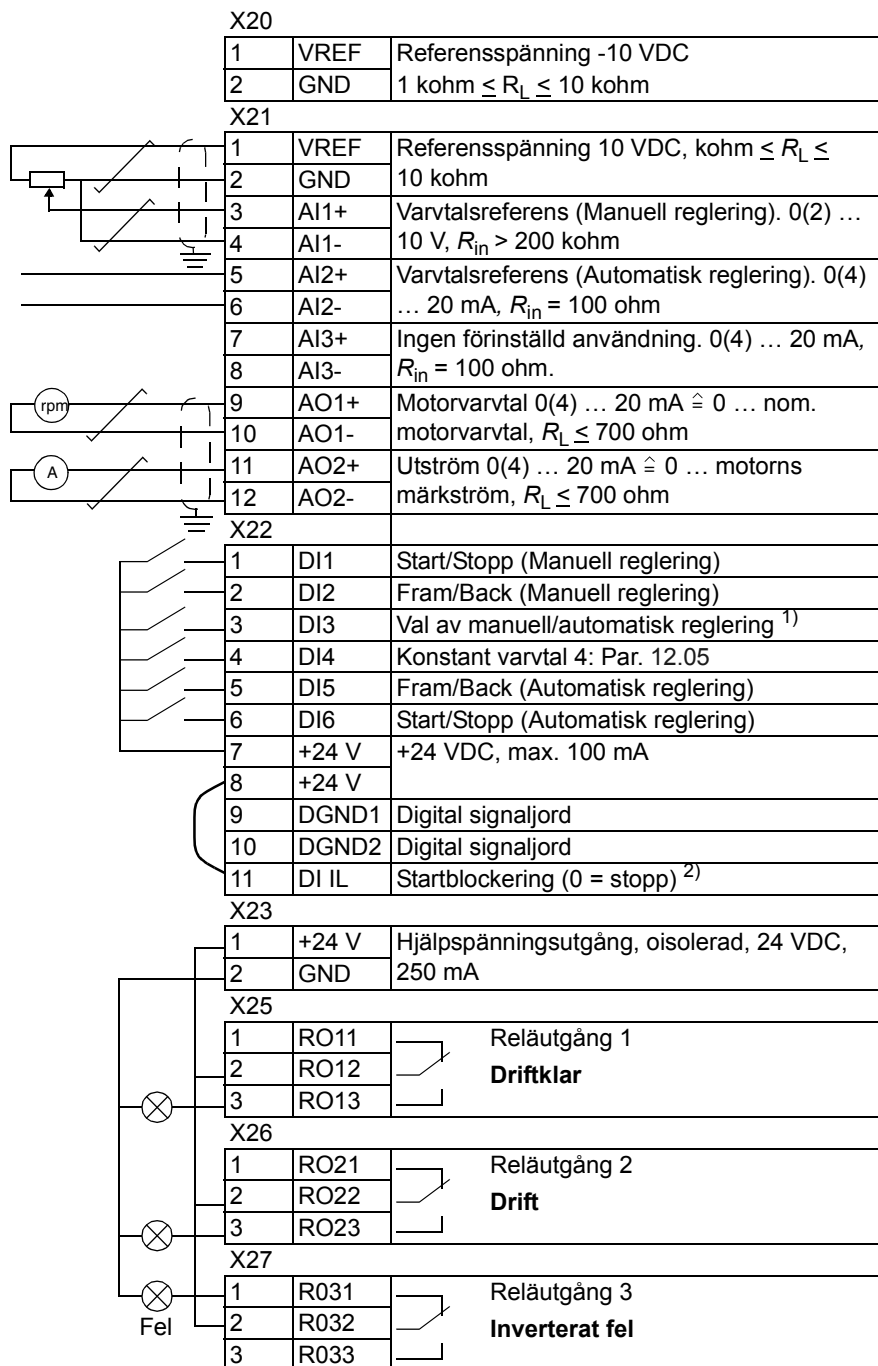 X20
1 VREF Referensspänning -10 VDC
2 GND 1 kohm ≤ RL ≤ 10 kohm
X21
1 VREF Referensspänning 10 VDC, kohm ≤ RL ≤
2 GND 10 kohm
3 AI1+ Varvtalsreferens (Manuell reglering). 0(2) …
4 AI1- 10 V, Rin > 200 kohm
5 AI2+ Varvtalsreferens (Automatisk reglering). 0(4)
6 AI2- … 20 mA, Rin = 100 ohm
7 AI3+ Ingen förinställd användning. 0(4) … 20 mA,
8 AI3- Rin = 100 ohm.
rpm 9 AO1+ Motorvarvtal 0(4) … 20 mA ≙ 0 … nom.
10 AO1- motorvarvtal, RL ≤ 700 ohm
A 11 AO2+ Utström 0(4) … 20 mA ≙ 0 … motorns
12 AO2- märkström, RL ≤ 700 ohm
X22
1 DI1 Start/Stopp (Manuell reglering)
2 DI2 Fram/Back (Manuell reglering)
3 DI3 Val av manuell/automatisk reglering 1)
4 DI4 Konstant varvtal 4: Par. 12.05
5 DI5 Fram/Back (Automatisk reglering)
6 DI6 Start/Stopp (Automatisk reglering)
7 +24 V +24 VDC, max. 100 mA
8 +24 V
9 DGND1 Digital signaljord
10 DGND2 Digital signaljord
11 DI IL Startblockering (0 = stopp) 2)
X23
1 +24 V Hjälpspänningsutgång, oisolerad, 24 VDC,
2 GND 250 mA
X25
1 RO11 Reläutgång 1
2 RO12 Driftklar
3 RO13
X26
1 RO21 Reläutgång 2
2 RO22 Drift
3 RO23
X27
1 R031 Reläutgång 3
Fel 2 R032 Inverterat fel
3 R033